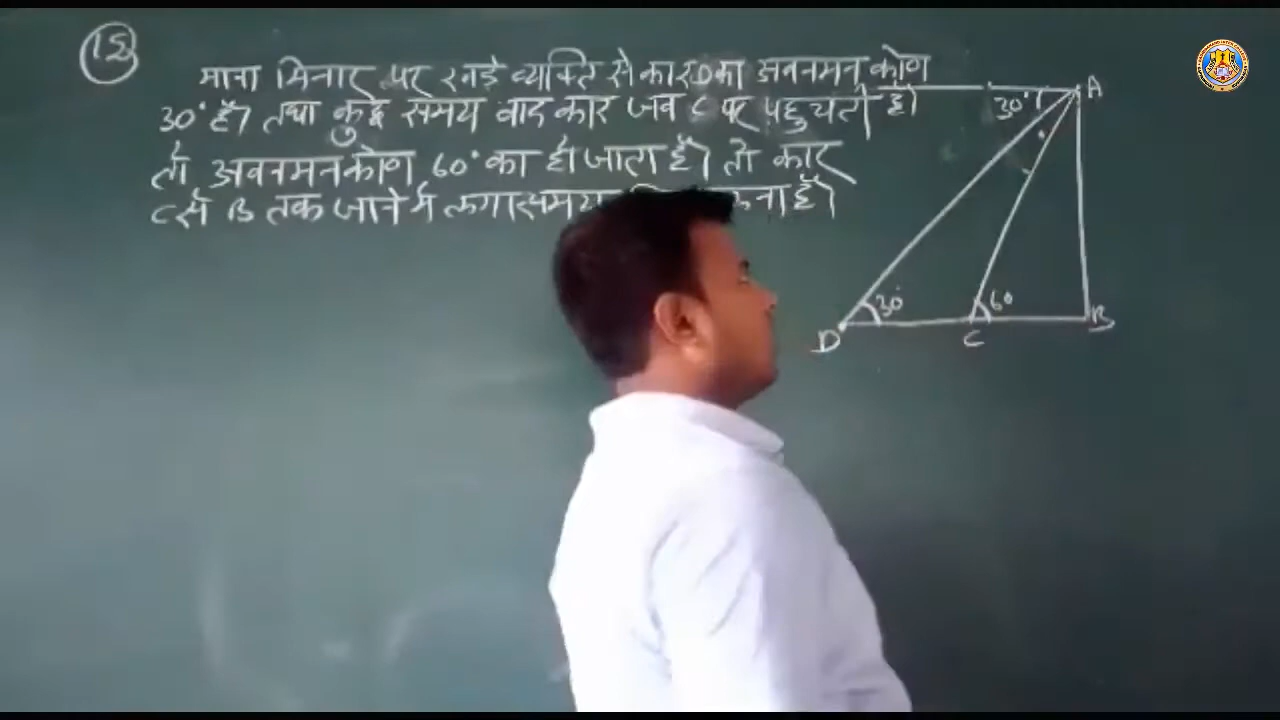 15
माना मिनार पर खड़े व्यक्ति से कार D का अवनमन कोण
30° है। तथा कुछ समय बाद कार जब C पर पहुचती है।
तो अवनमन कोण 60° का हो जाता है। तो कार
C से B तक जाने में लगा समय ना है।
30° A
30° 60
D C B